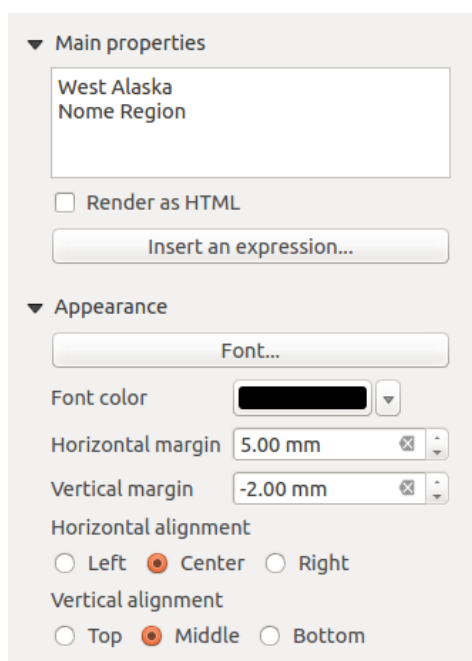 Main properties
West Alaska
Nome Region
Render as HTML
Insert an expression...
Appearance
Font...
Font color
Horizontal margin 5.00 mm
Vertical margin -2.00 mm
Horizontal alignment
Left Center Right
Vertical alignment
Top Middle Bottom